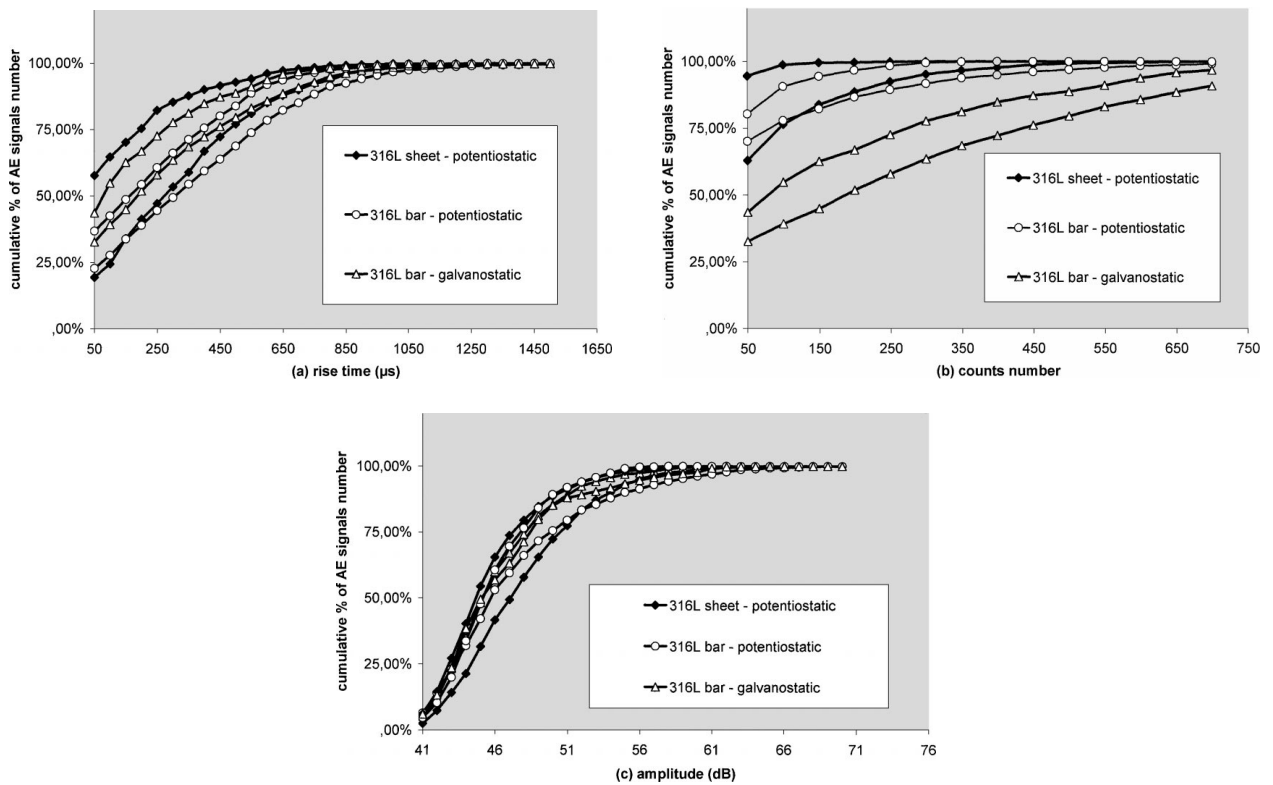 cumulative % of AE signals number
100,00%
75,00%
50,00%
25,00%
,00%
50 250 450 650 850 1050 1250 1450 1650
(a) rise time (µs)
316L sheet - potentiostatic
316L bar - potentiostatic
316L bar - galvanostatic
cumulative % of AE signals number
100,00%
75,00%
50,00%
25,00%
,00%
50 150 250 350 450 550 650 750
(b) counts number
316L sheet - potentiostatic
316L bar - potentiostatic
316L bar - galvanostatic
cumulative % of AE signals number
100,00%
75,00%
50,00%
25,00%
,00%
41 46 51 56 61 66 71 76
(c) amplitude (dB)
316L sheet - potentiostatic
316L bar - potentiostatic
316L bar - galvanostatic